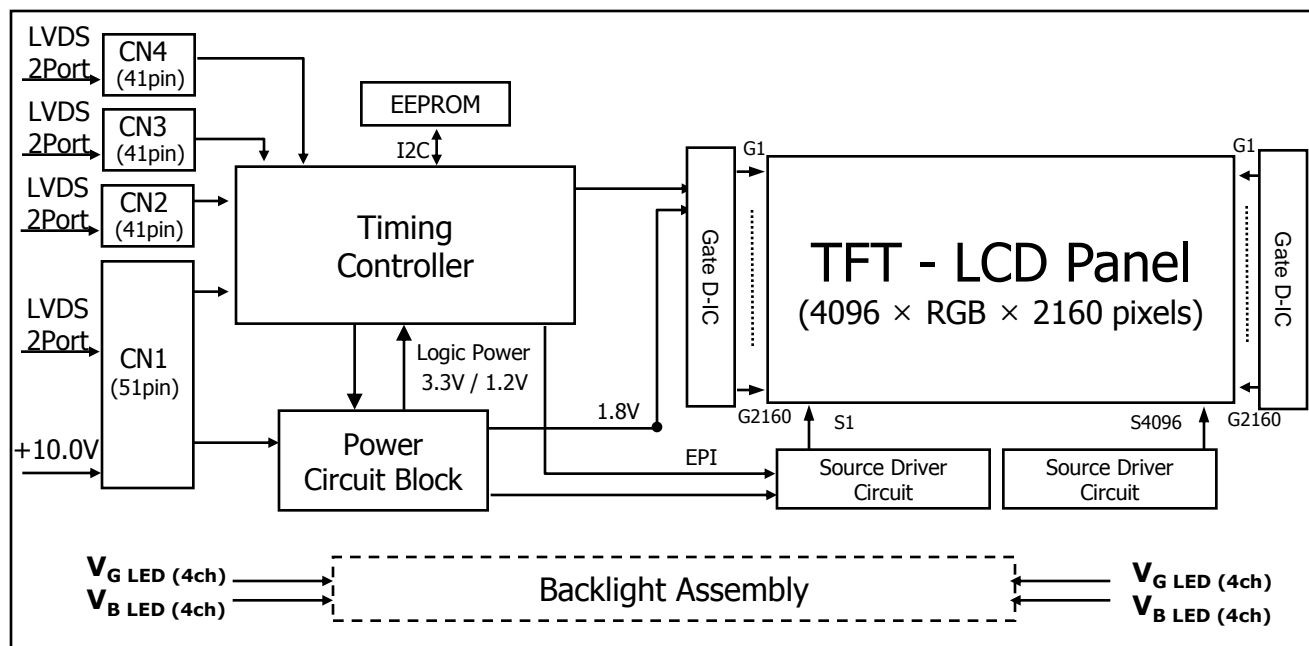 LVDS
2Port
CN4
(41pin)
LVDS
2Port
CN3
(41pin)
LVDS
2Port
CN2
(41pin)
LVDS
2Port
CN1
(51pin)
+10.0V
EEPROM
I2C
Timing
Controller
Logic Power
3.3V / 1.2V
Power
Circuit Block
1.8V
EPI
Gate D-IC
G1
G2160
TFT - LCD Panel
(4096 × RGB × 2160 pixels)
G1
G2160
Gate D-IC
S1
S4096
Source Driver
Circuit
Source Driver
Circuit
VG LED (4ch)
VB LED (4ch)
Backlight Assembly
VG LED (4ch)
VB LED (4ch)